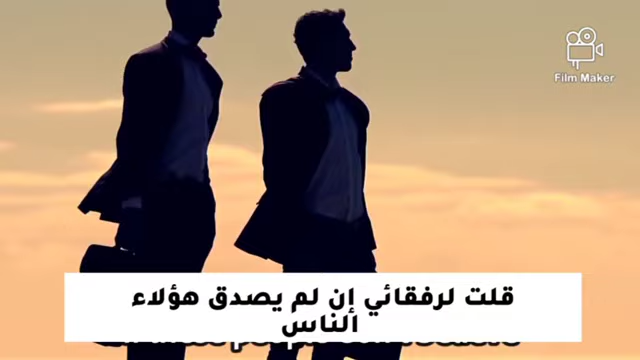 Film Maker
قلت لرفقائي إن لم يصدق هؤلاء
الناس